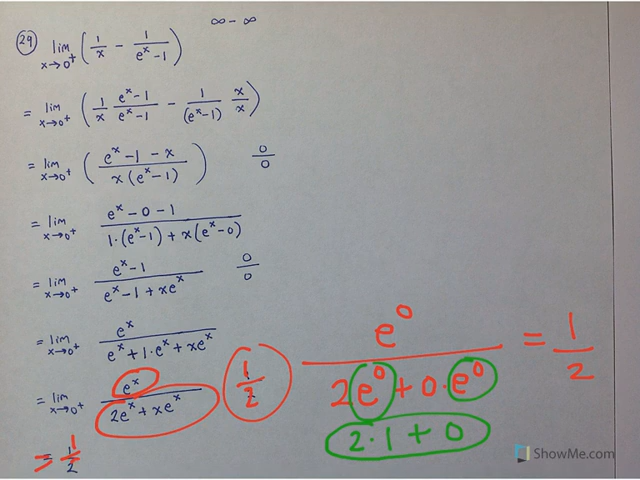 29 lim x→0⁺ (1/x − 1/(eˣ−1)) ∞ − ∞
= lim x→0⁺ (1/x (eˣ−1)/(eˣ−1) − 1/(eˣ−1) x/x)
= lim x→0⁺ ((eˣ−1−x)/(x(eˣ−1))) 0/0
= lim x→0⁺ (eˣ−0−1)/(1·(eˣ−1)+x(eˣ−0))
= lim x→0⁺ (eˣ−1)/(eˣ−1+xeˣ) 0/0
= lim x→0⁺ eˣ/(eˣ+1·eˣ+xeˣ)
= lim x→0⁺ eˣ/(2eˣ+xeˣ) 1/2 e⁰/(2e⁰+0·e⁰) = 1/2
2·1+0
= 1/2
ShowMe.com